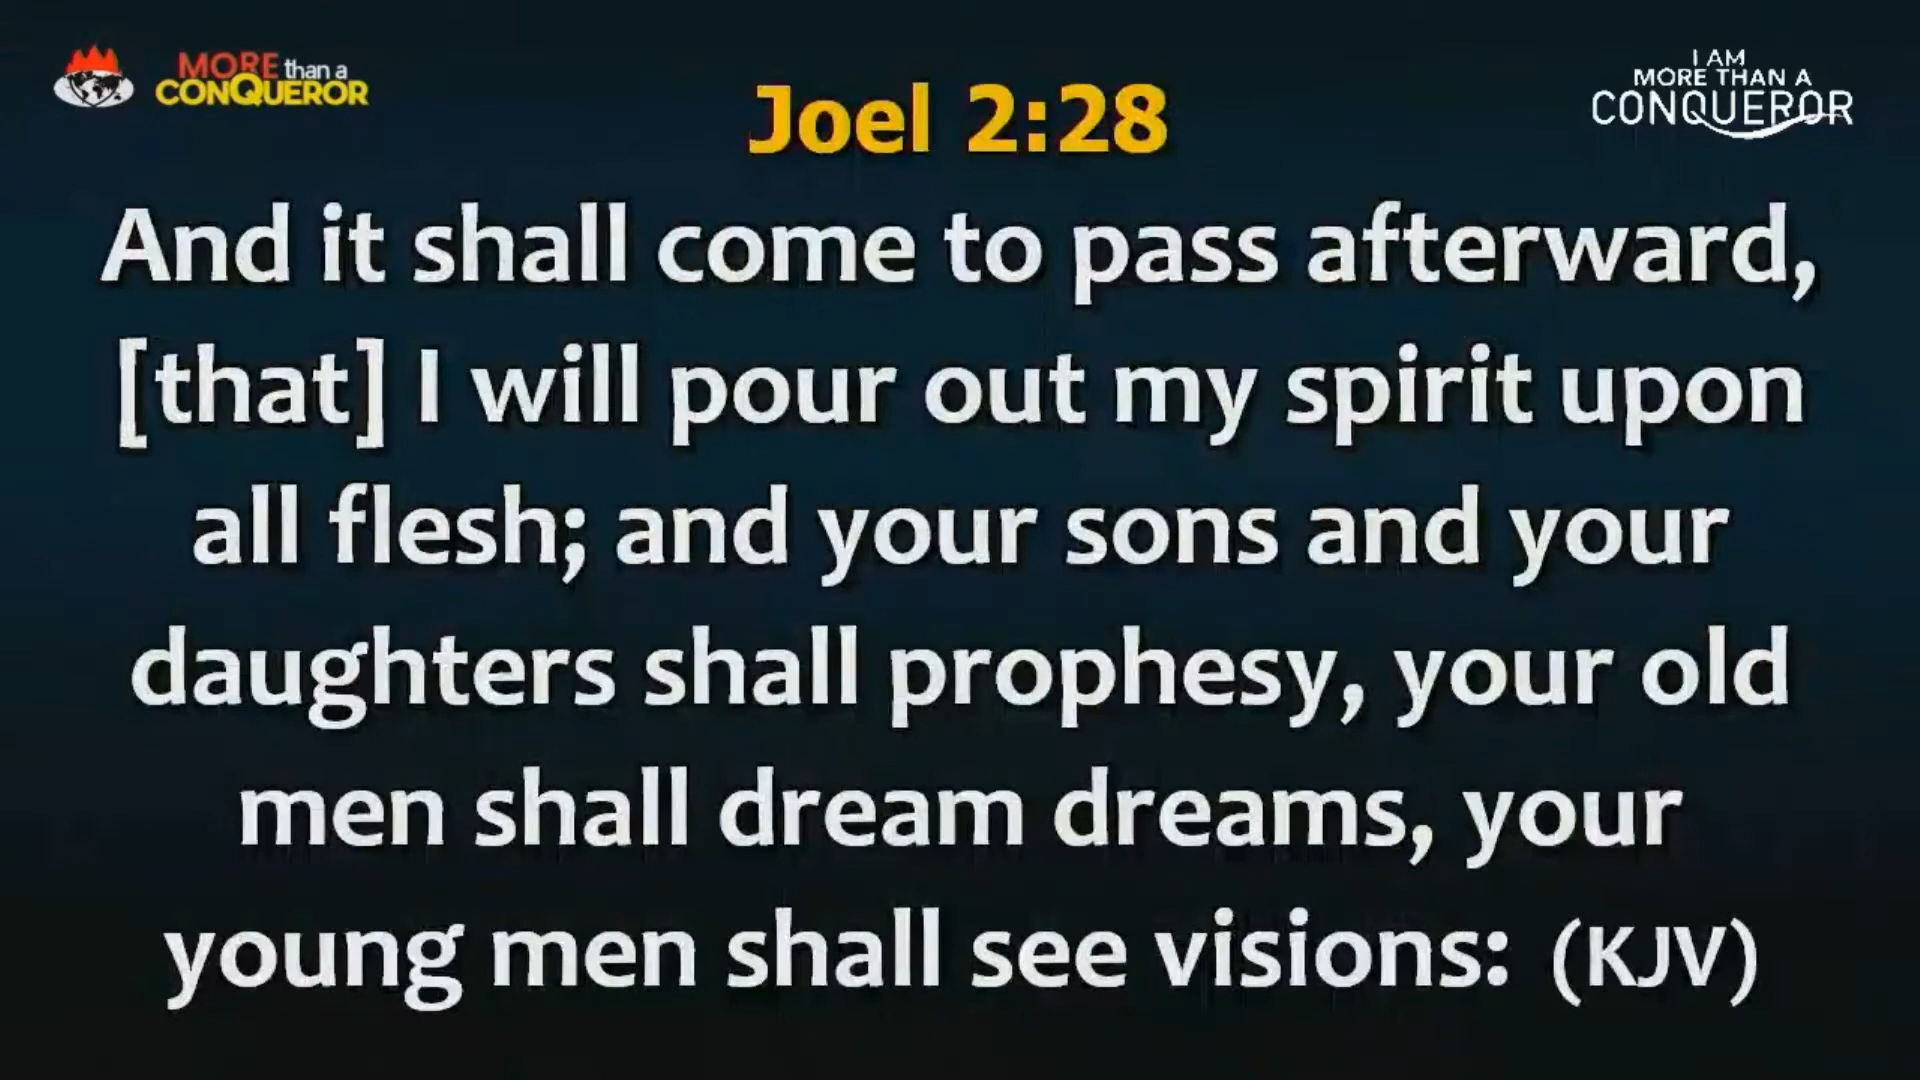 MORE than a
CONQUEROR
I AM
MORE THAN A
CONQUEROR
Joel 2:28
And it shall come to pass afterward,
[that] I will pour out my spirit upon
all flesh; and your sons and your
daughters shall prophesy, your old
men shall dream dreams, your
young men shall see visions: (KJV)